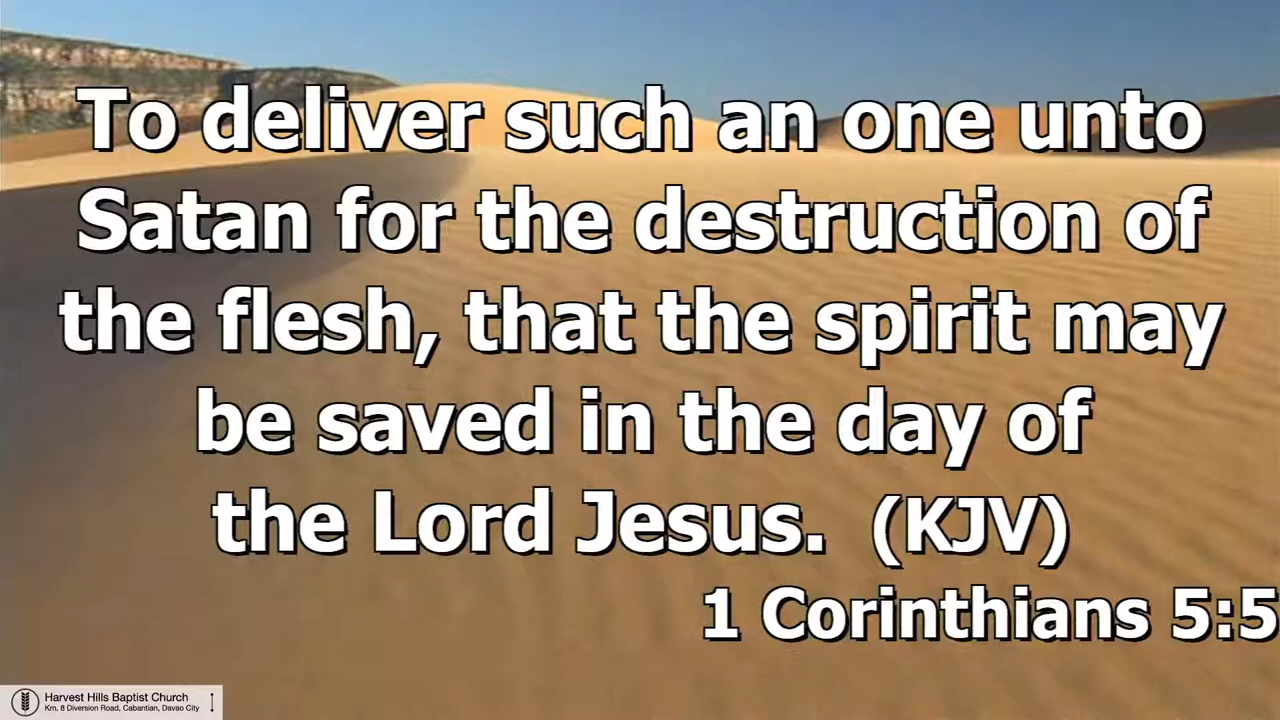 To deliver such an one unto
Satan for the destruction of
the flesh, that the spirit may
be saved in the day of
the Lord Jesus.  (KJV)
1 Corinthians 5:5
Harvest Hills Baptist Church
Km. 8 Diversion Road, Cabantian, Davao City